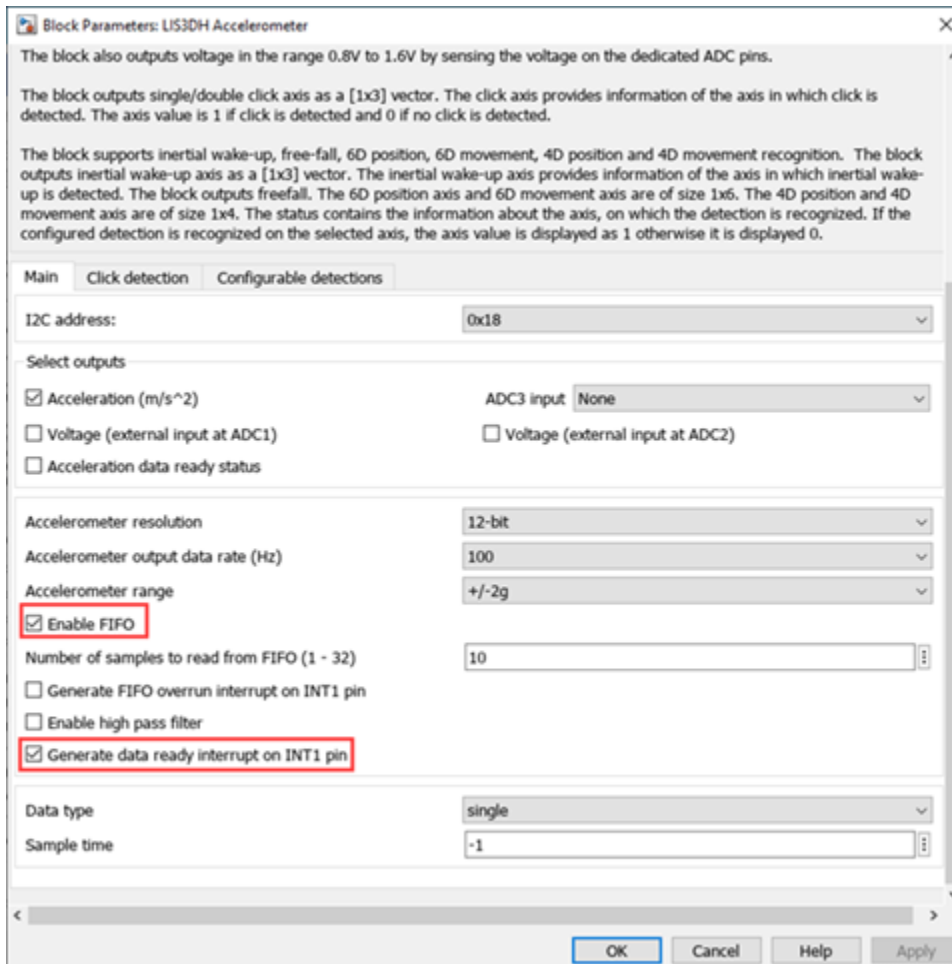 Block Parameters: LIS3DH Accelerometer
The block also outputs voltage in the range 0.8V to 1.6V by sensing the voltage on the dedicated ADC pins.
The block outputs single/double click axis as a [1x3] vector. The click axis provides information of the axis in which click is
detected. The axis value is 1 if click is detected and 0 if no click is detected.
The block supports inertial wake-up, free-fall, 6D position, 6D movement, 4D position and 4D movement recognition. The block
outputs inertial wake-up axis as a [1x3] vector. The inertial wake-up axis provides information of the axis in which inertial wake-
up is detected. The block outputs freefall. The 6D position axis and 6D movement axis are of size 1x6. The 4D position and 4D
movement axis are of size 1x4. The status contains the information about the axis, on which the detection is recognized. If the
configured detection is recognized on the selected axis, the axis value is displayed as 1 otherwise it is displayed 0.
Main Click detection Configurable detections
I2C address: 0x18
Select outputs
Acceleration (m/s^2) ADC3 input None
Voltage (external input at ADC1) Voltage (external input at ADC2)
Acceleration data ready status
Accelerometer resolution 12-bit
Accelerometer output data rate (Hz) 100
Accelerometer range +/-2g
Enable FIFO
Number of samples to read from FIFO (1 - 32) 10
Generate FIFO overrun interrupt on INT1 pin
Enable high pass filter
Generate data ready interrupt on INT1 pin
Data type single
Sample time -1
OK Cancel Help Apply